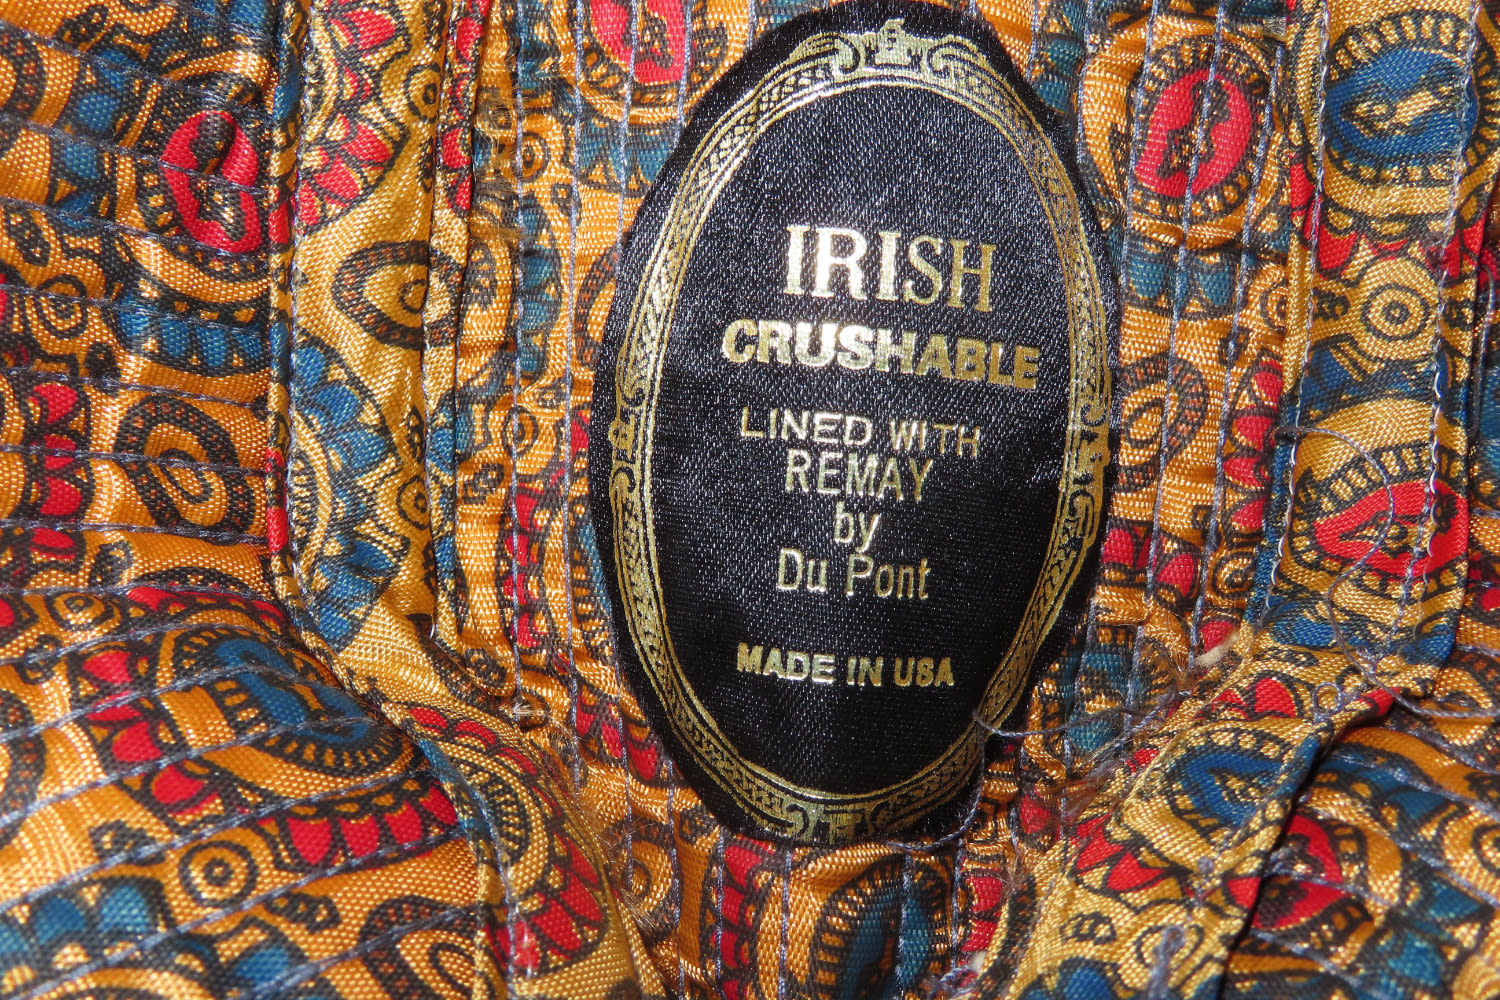 IRISH
CRUSHABLE
LINED WITH
REMAY
by
Du Pont
MADE IN USA